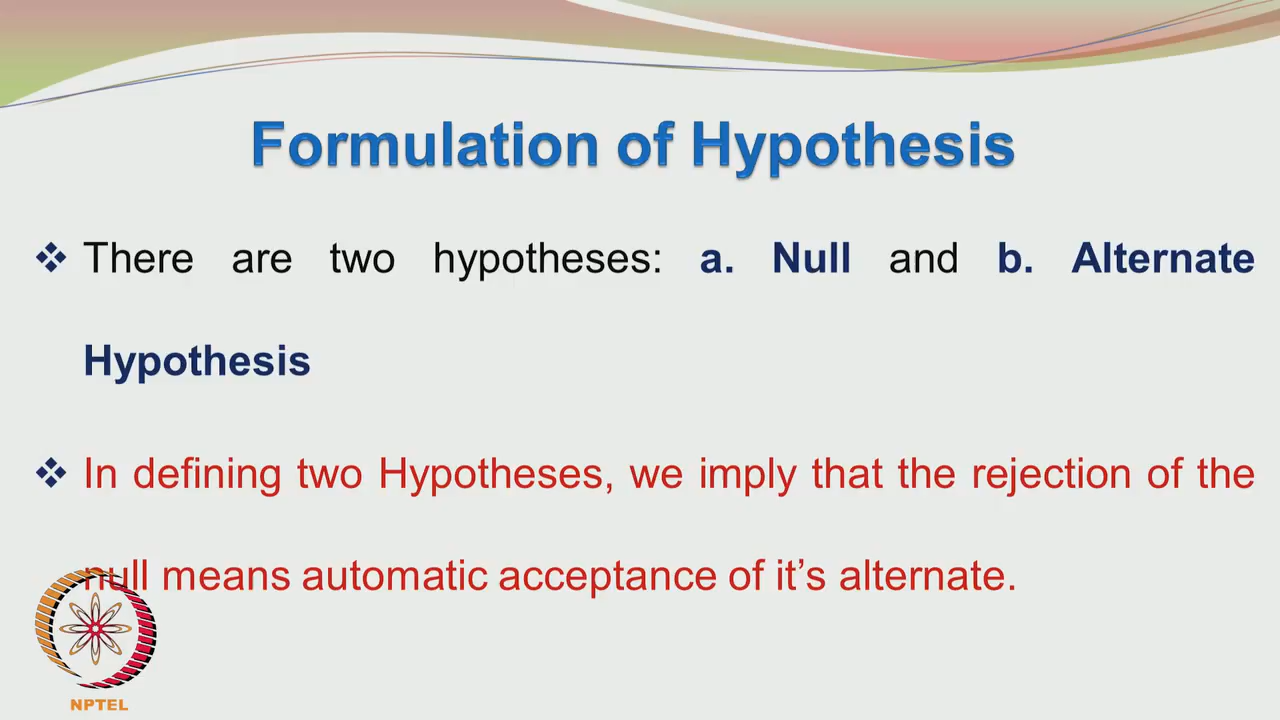 Formulation of Hypothesis
❖ There are two hypotheses: a. Null and b. Alternate
Hypothesis
❖ In defining two Hypotheses, we imply that the rejection of the
null means automatic acceptance of it’s alternate.
NPTEL